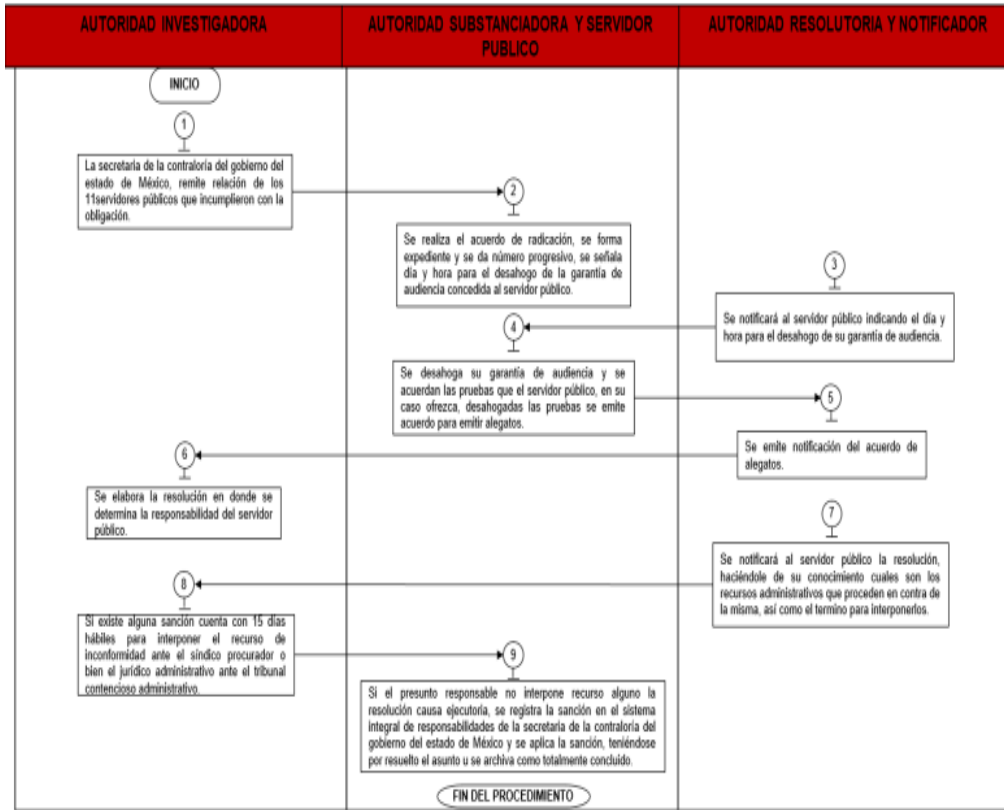 AUTORIDAD INVESTIGADORA
AUTORIDAD SUBSTANCIADORA Y SERVIDOR
PUBLICO
AUTORIDAD RESOLUTORIA Y NOTIFICADOR
INICIO
1
La secretaria de la contraloría del gobierno del
estado de México, remite relación de los
11servidores públicos que incumplieron con la
obligación.
2
Se realiza el acuerdo de radicación, se forma
expediente y se da número progresivo, se señala
día y hora para el desahogo de la garantía de
audiencia concedida al servidor público.
3
Se notificará al servidor público indicando el día y
hora para el desahogo de su garantía de audiencia.
4
Se desahoga su garantía de audiencia y se
acuerdan las pruebas que el servidor público, en su
caso ofrezca, desahogadas las pruebas se emite
acuerdo para emitir alegatos.
5
Se emite notificación del acuerdo de
alegatos.
6
Se elabora la resolución en donde se
determina la responsabilidad del servidor
público.
7
Se notificará al servidor público la resolución,
haciéndole de su conocimiento cuales son los
recursos administrativos que proceden en contra de
la misma, así como el termino para interponerlos.
8
Si existe alguna sanción cuenta con 15 días
hábiles para interponer el recurso de
inconformidad ante el síndico procurador o
bien el jurídico administrativo ante el tribunal
contencioso administrativo.
9
Si el presunto responsable no interpone recurso alguno la
resolución causa ejecutoria, se registra la sanción en el sistema
integral de responsabilidades de la secretaria de la contraloría del
gobierno del estado de México y se aplica la sanción, teniéndose
por resuelto el asunto u se archiva como totalmente concluido.
FIN DEL PROCEDIMIENTO